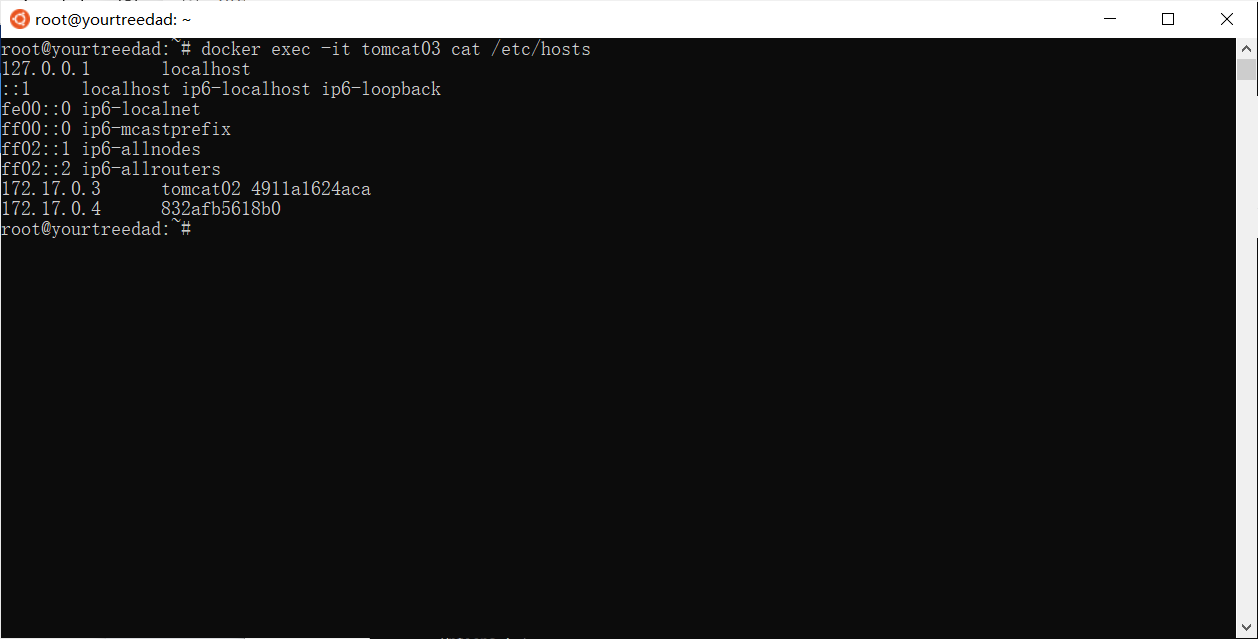 root@yourtreedad: ~
root@yourtreedad:~# docker exec -it tomcat03 cat /etc/hosts
127.0.0.1       localhost
::1     localhost ip6-localhost ip6-loopback
fe00::0 ip6-localnet
ff00::0 ip6-mcastprefix
ff02::1 ip6-allnodes
ff02::2 ip6-allrouters
172.17.0.3      tomcat02 4911a1624aca
172.17.0.4      832afb5618b0
root@yourtreedad:~#